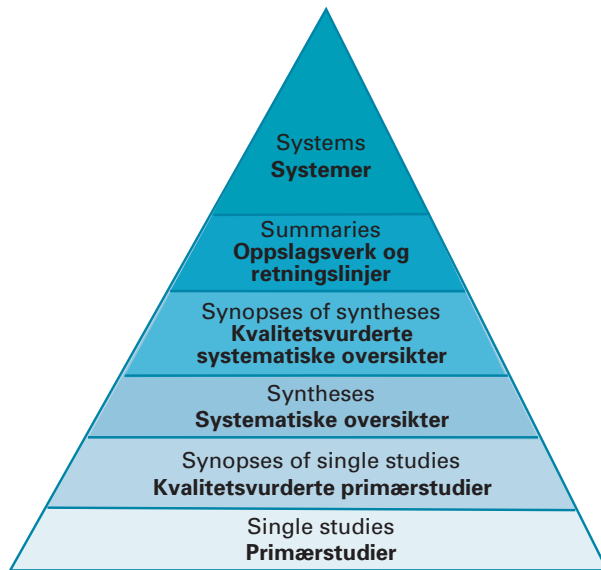 Systems
Systemer
Summaries
Oppslagsverk og
retningslinjer
Synopses of syntheses
Kvalitetsvurderte
systematiske oversikter
Syntheses
Systematiske oversikter
Synopses of single studies
Kvalitetsvurderte primærstudier
Single studies
Primærstudier